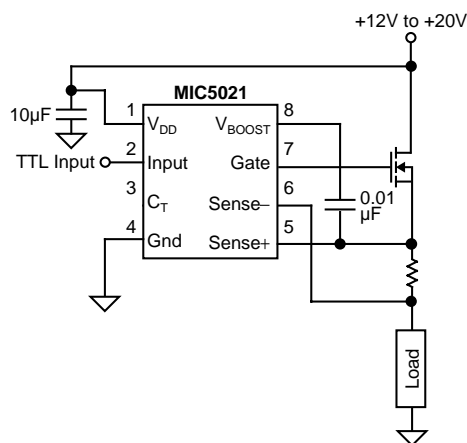 +12V to +20V
MIC5021
10µF
1
8
VDD
VBOOST
TTL Input
2
7
Input
Gate
3
6
CT
Sense−
0.01
µF
4
5
Gnd
Sense+
Load